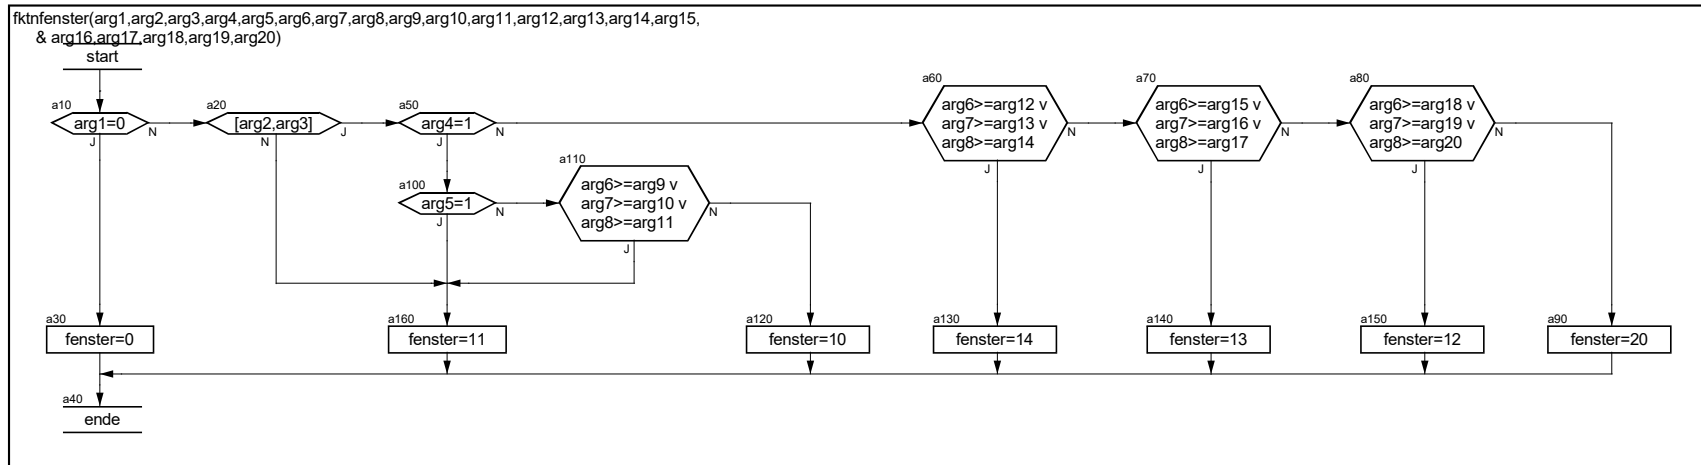 fktnfenster(arg1,arg2,arg3,arg4,arg5,arg6,arg7,arg8,arg9,arg10,arg11,arg12,arg13,arg14,arg15,
& arg16,arg17,arg18,arg19,arg20)
start
a10
arg1=0
N
J
a20
[arg2,arg3]
J
N
a50
arg4=1
N
J
a60
arg6>=arg12 v
arg7>=arg13 v
arg8>=arg14
N
J
a70
arg6>=arg15 v
arg7>=arg16 v
arg8>=arg17
N
J
a80
arg6>=arg18 v
arg7>=arg19 v
arg8>=arg20
N
J
a100
arg5=1
N
J
a110
arg6>=arg9 v
arg7>=arg10 v
arg8>=arg11
N
J
a30
fenster=0
a160
fenster=11
a120
fenster=10
a130
fenster=14
a140
fenster=13
a150
fenster=12
a90
fenster=20
a40
ende